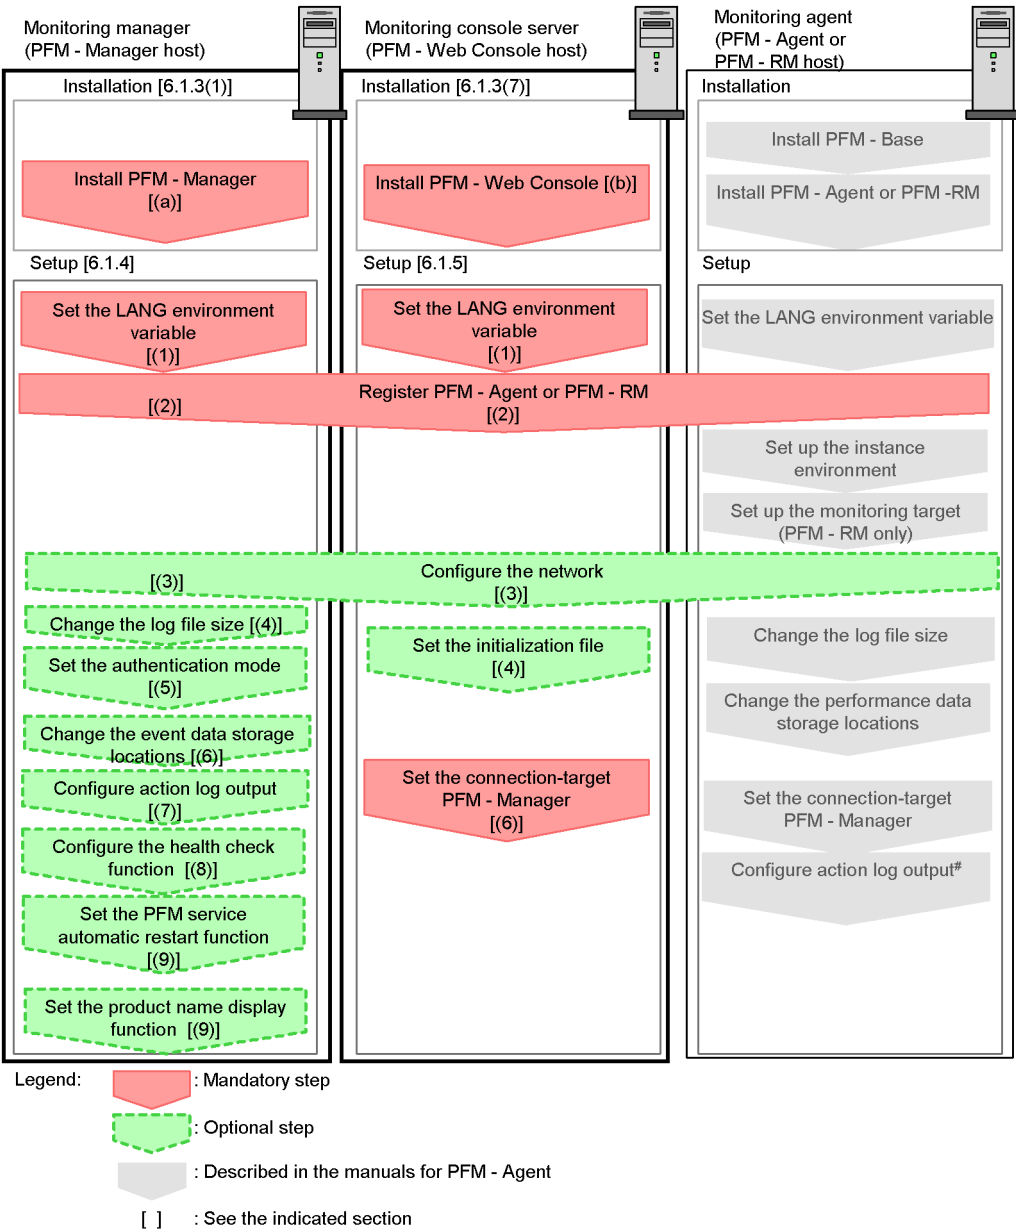 Monitoring manager
(PFM - Manager host)
Monitoring console server
(PFM - Web Console host)
Monitoring agent
(PFM - Agent or
PFM - RM host)
Installation [6.1.3(1)]
Install PFM - Manager
[(a)]
Setup [6.1.4]
Set the LANG environment
variable
[(1)]
Installation [6.1.3(7)]
Install PFM - Web Console [(b)]
Setup [6.1.5]
Set the LANG environment
variable
[(1)]
Installation
Install PFM - Base
Install PFM - Agent or PFM -RM
Setup
Set the LANG environment variable
Register PFM - Agent or PFM - RM
[(2)]
[(2)]
Set up the instance
environment
Set up the monitoring target
(PFM - RM only)
Configure the network
[(3)]
[(3)]
Change the log file size [(4)]
Set the authentication mode
[(5)]
Change the event data storage
locations [(6)]
Configure action log output
[(7)]
Configure the health check
function [(8)]
Set the PFM service
automatic restart function
[(9)]
Set the product name display
function [(9)]
Set the initialization file
[(4)]
Set the connection-target
PFM - Manager
[(6)]
Change the log file size
Change the performance data
storage locations
Set the connection-target
PFM - Manager
Configure action log output#
Legend:
: Mandatory step
: Optional step
: Described in the manuals for PFM - Agent
[ ] : See the indicated section